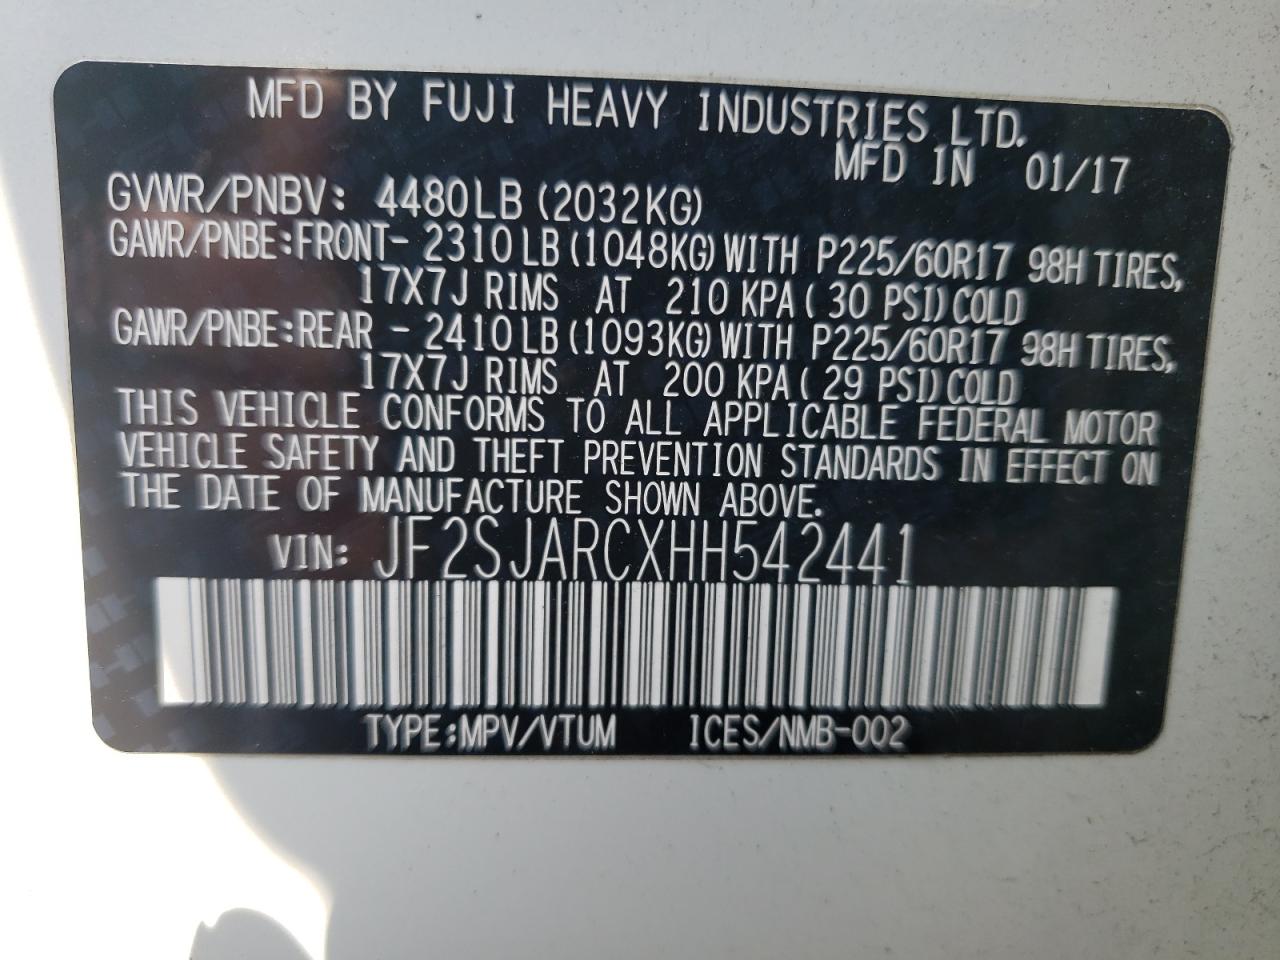 MFD BY FUJI HEAVY INDUSTRIES LTD.
MFD IN 01/17
GVWR/PNBV: 4480LB (2032KG)
GAWR/PNBE:FRONT- 2310LB(1048KG)WITH P225/60R17 98H TIRES,
17X7J RIMS AT 210 KPA( 30 PSI)COLD
GAWR/PNBE:REAR - 2410LB(1093KG)WITH P225/60R17 98H TIRES,
17X7J RIMS AT 200 KPA( 29 PSI)COLD
THIS VEHICLE CONFORMS TO ALL APPLICABLE FEDERAL MOTOR
VEHICLE SAFETY AND THEFT PREVENTION STANDARDS IN EFFECT ON
THE DATE OF MANUFACTURE SHOWN ABOVE.
VIN: JF2SJARCXHH542441
TYPE:MPV/VTUM ICES/NMB-002